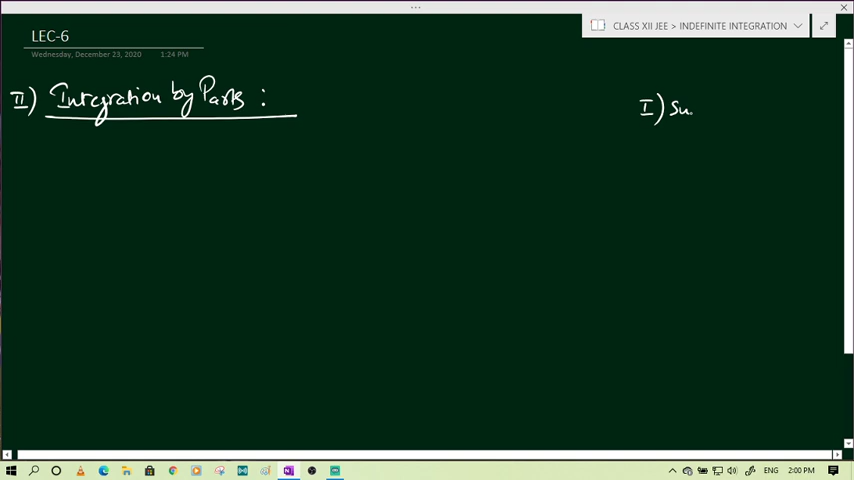 LEC-6
Wednesday, December 23, 2020 1:24 PM
CLASS XII JEE > INDEFINITE INTEGRATION
II) Integration by Parts :
I) Su
ENG 2:00 PM